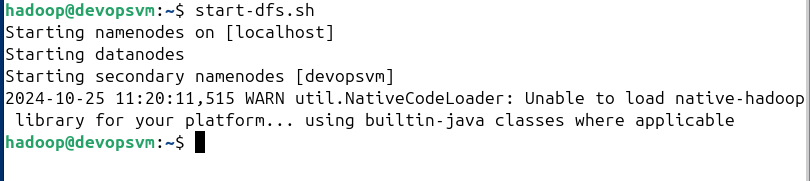 hadoop@devopsvm:~$ start-dfs.sh
Starting namenodes on [localhost]
Starting datanodes
Starting secondary namenodes [devopsvm]
2024-10-25 11:20:11,515 WARN util.NativeCodeLoader: Unable to load native-hadoop
 library for your platform... using builtin-java classes where applicable
hadoop@devopsvm:~$